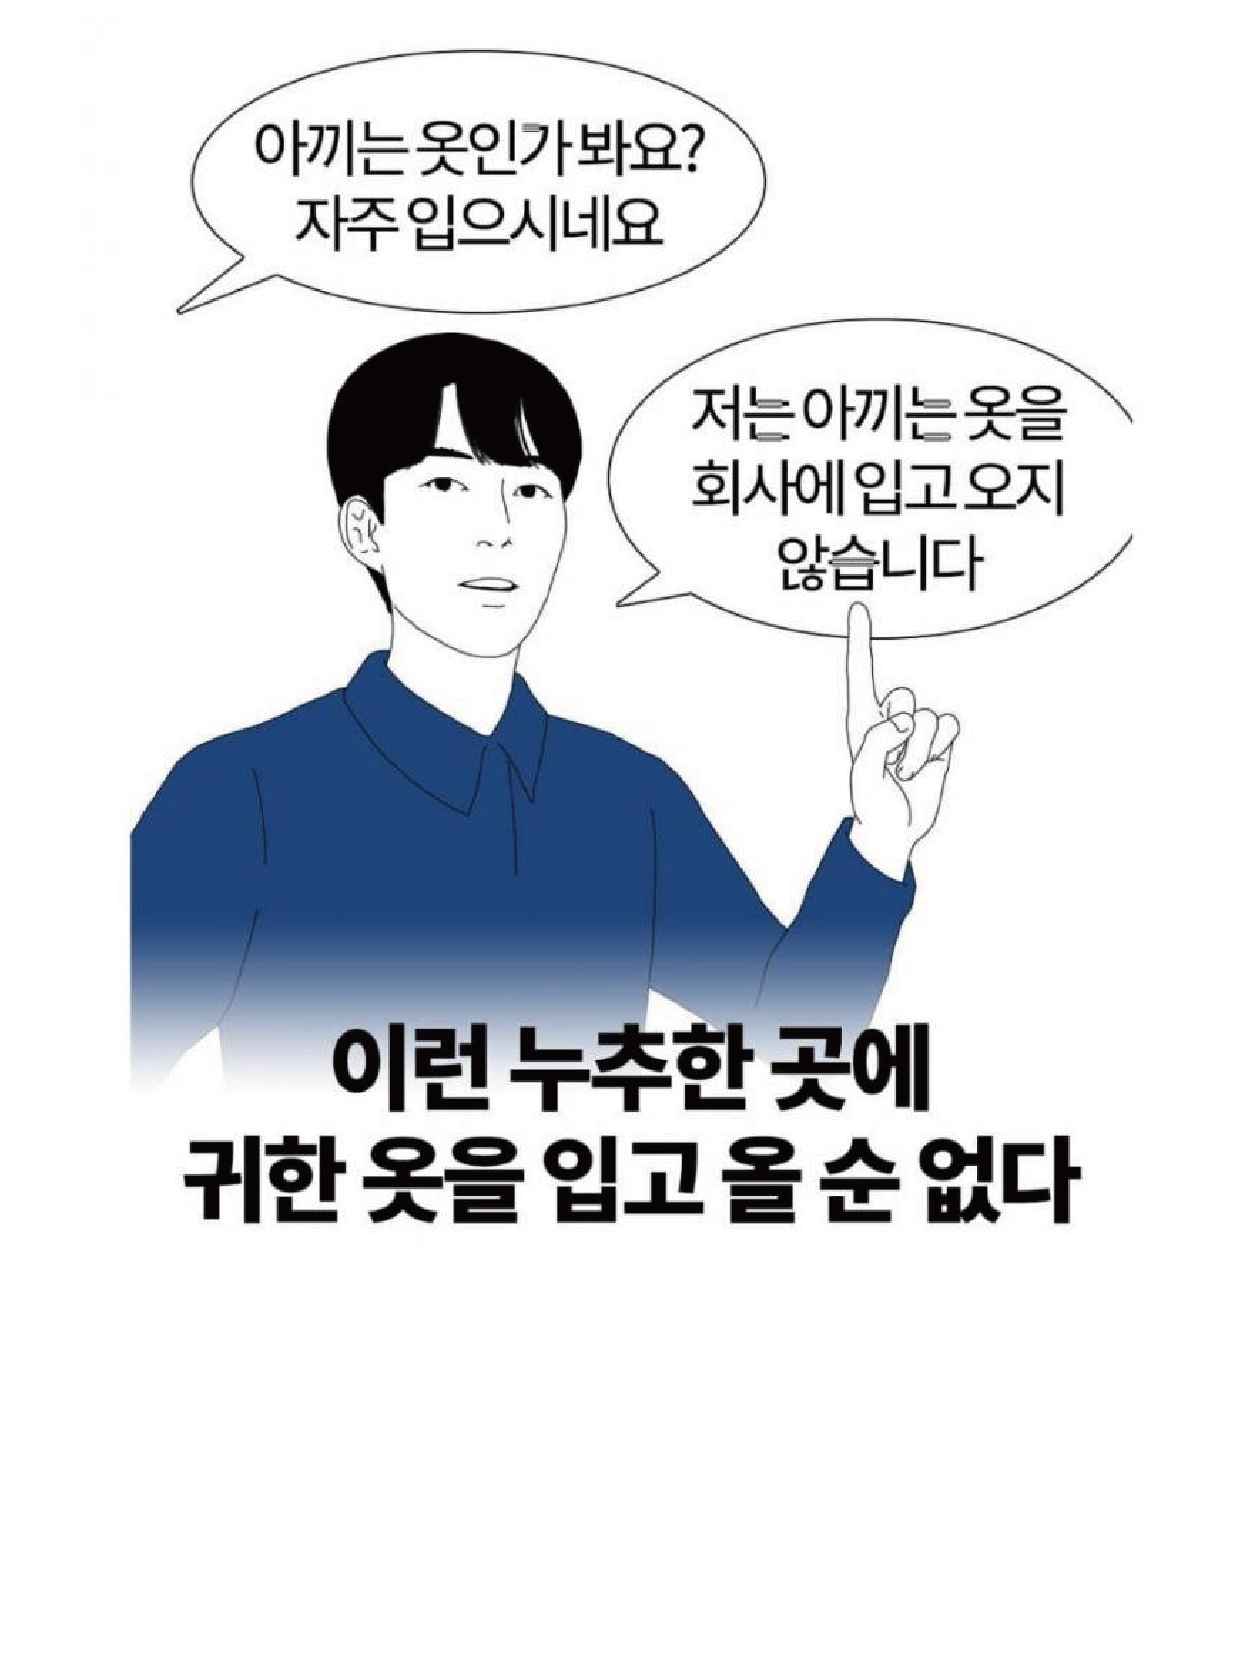 아끼는 옷인가 봐요?
자주 입으시네요
저는 아끼는 옷을
회사에 입고 오지
않습니다
이런 누추한 곳에
귀한 옷을 입고 올 순 없다